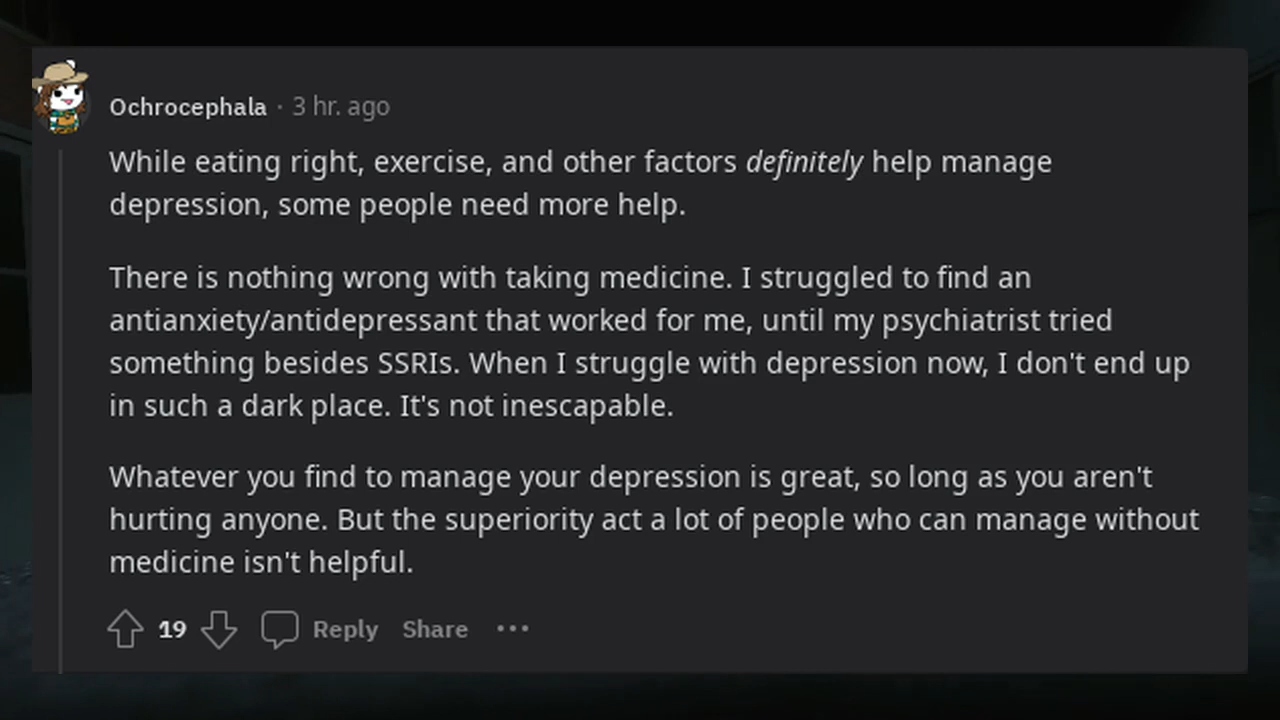 Ochrocephala · 3 hr. ago
While eating right, exercise, and other factors definitely help manage
depression, some people need more help.
There is nothing wrong with taking medicine. I struggled to find an
antianxiety/antidepressant that worked for me, until my psychiatrist tried
something besides SSRIs. When I struggle with depression now, I don't end up
in such a dark place. It's not inescapable.
Whatever you find to manage your depression is great, so long as you aren't
hurting anyone. But the superiority act a lot of people who can manage without
medicine isn't helpful.
19 Reply Share ···